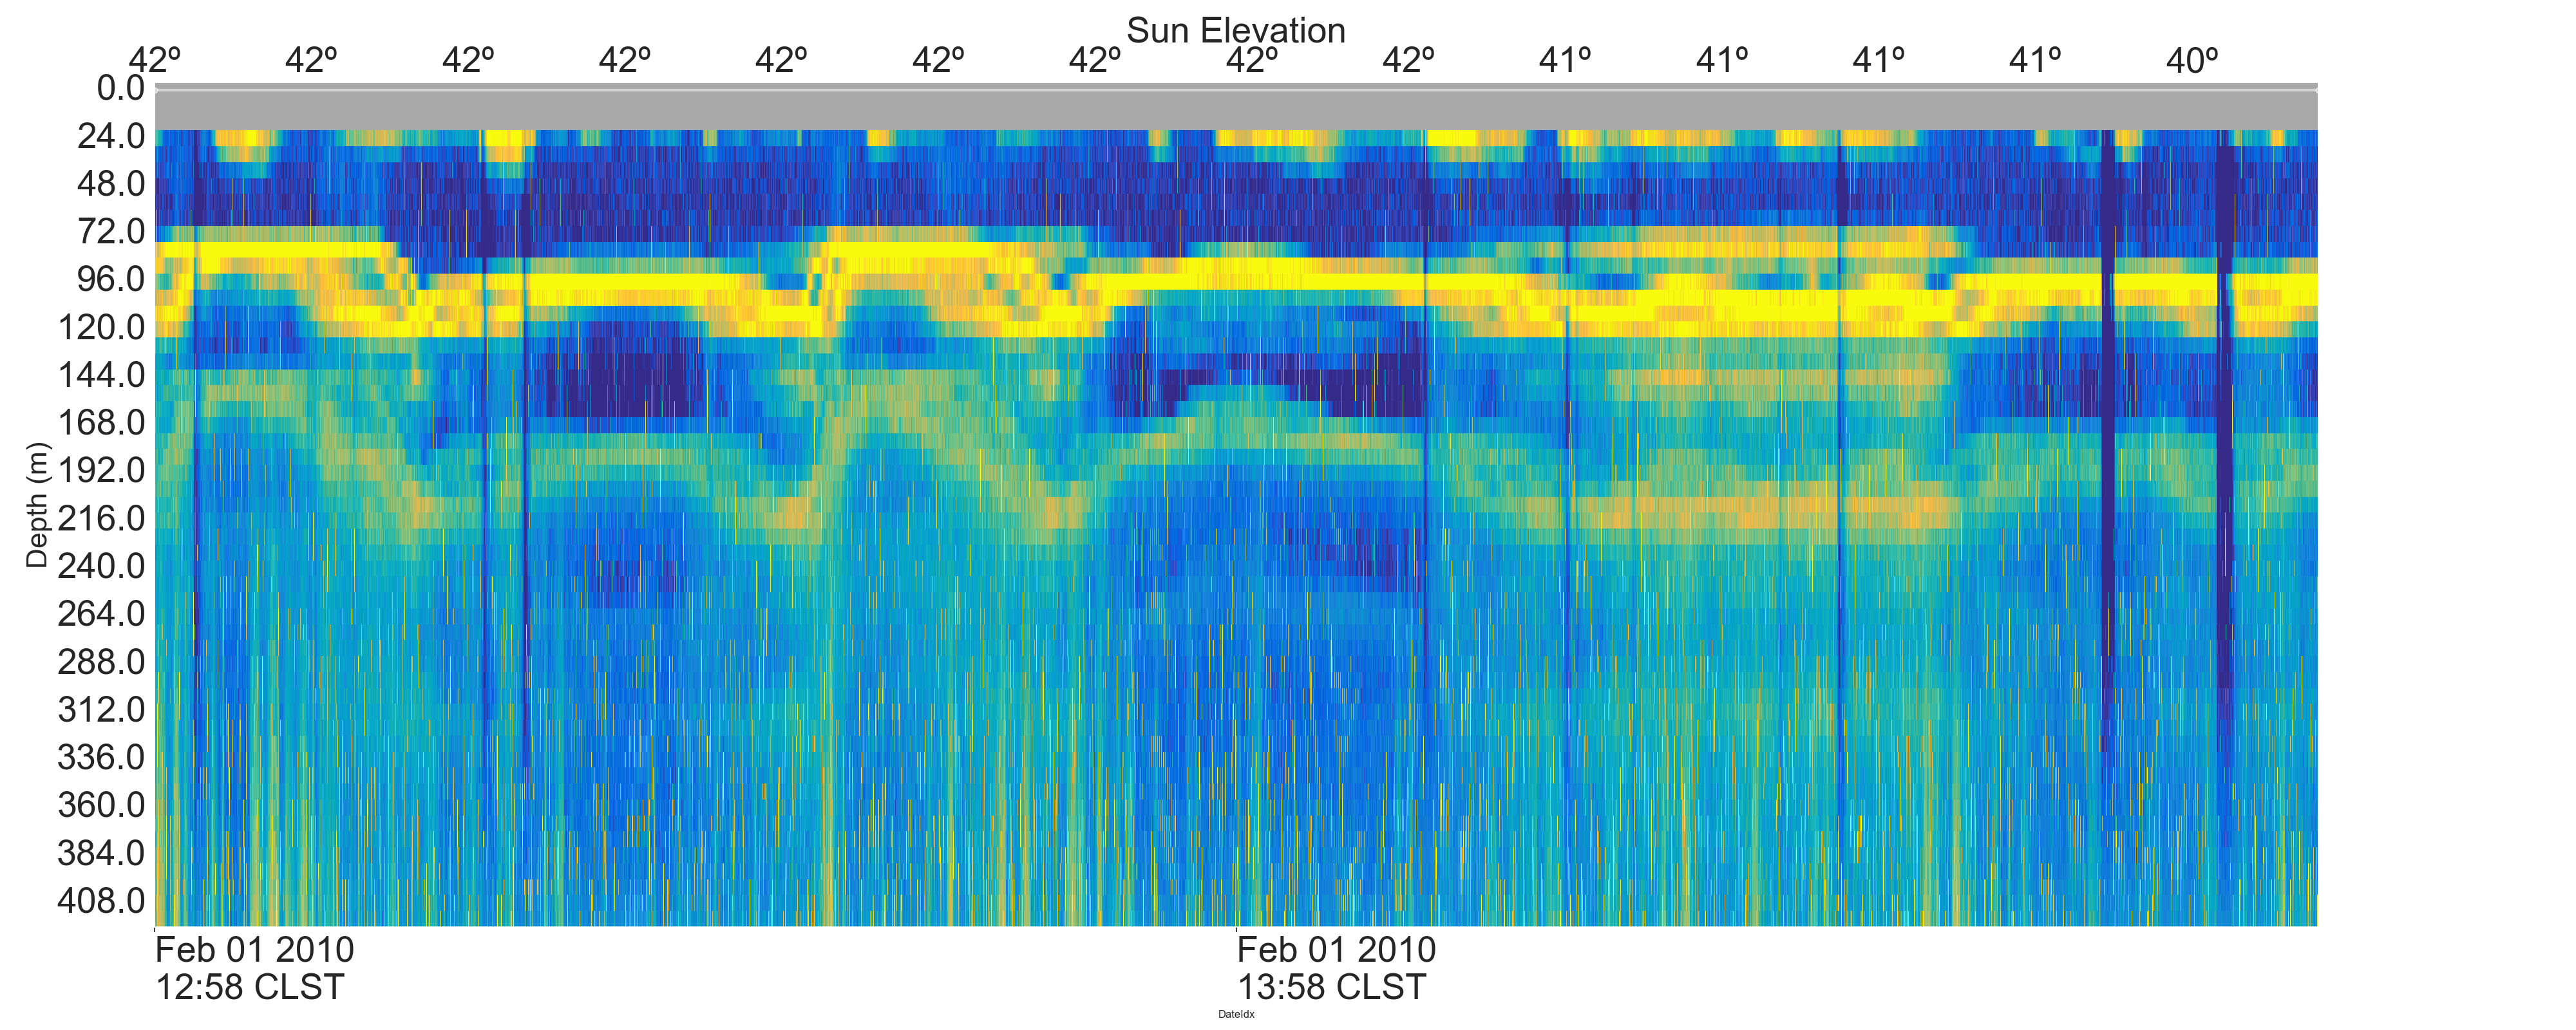 Sun Elevation
42º 42º 42º 42º 42º 42º 42º 42º 42º 41º 41º 41º 41º 40º
0.0
24.0
48.0
72.0
96.0
120.0
144.0
168.0
192.0
216.0
240.0
264.0
288.0
312.0
336.0
360.0
384.0
408.0
Depth (m)
Feb 01 2010
12:58 CLST
Feb 01 2010
13:58 CLST
DateIdx